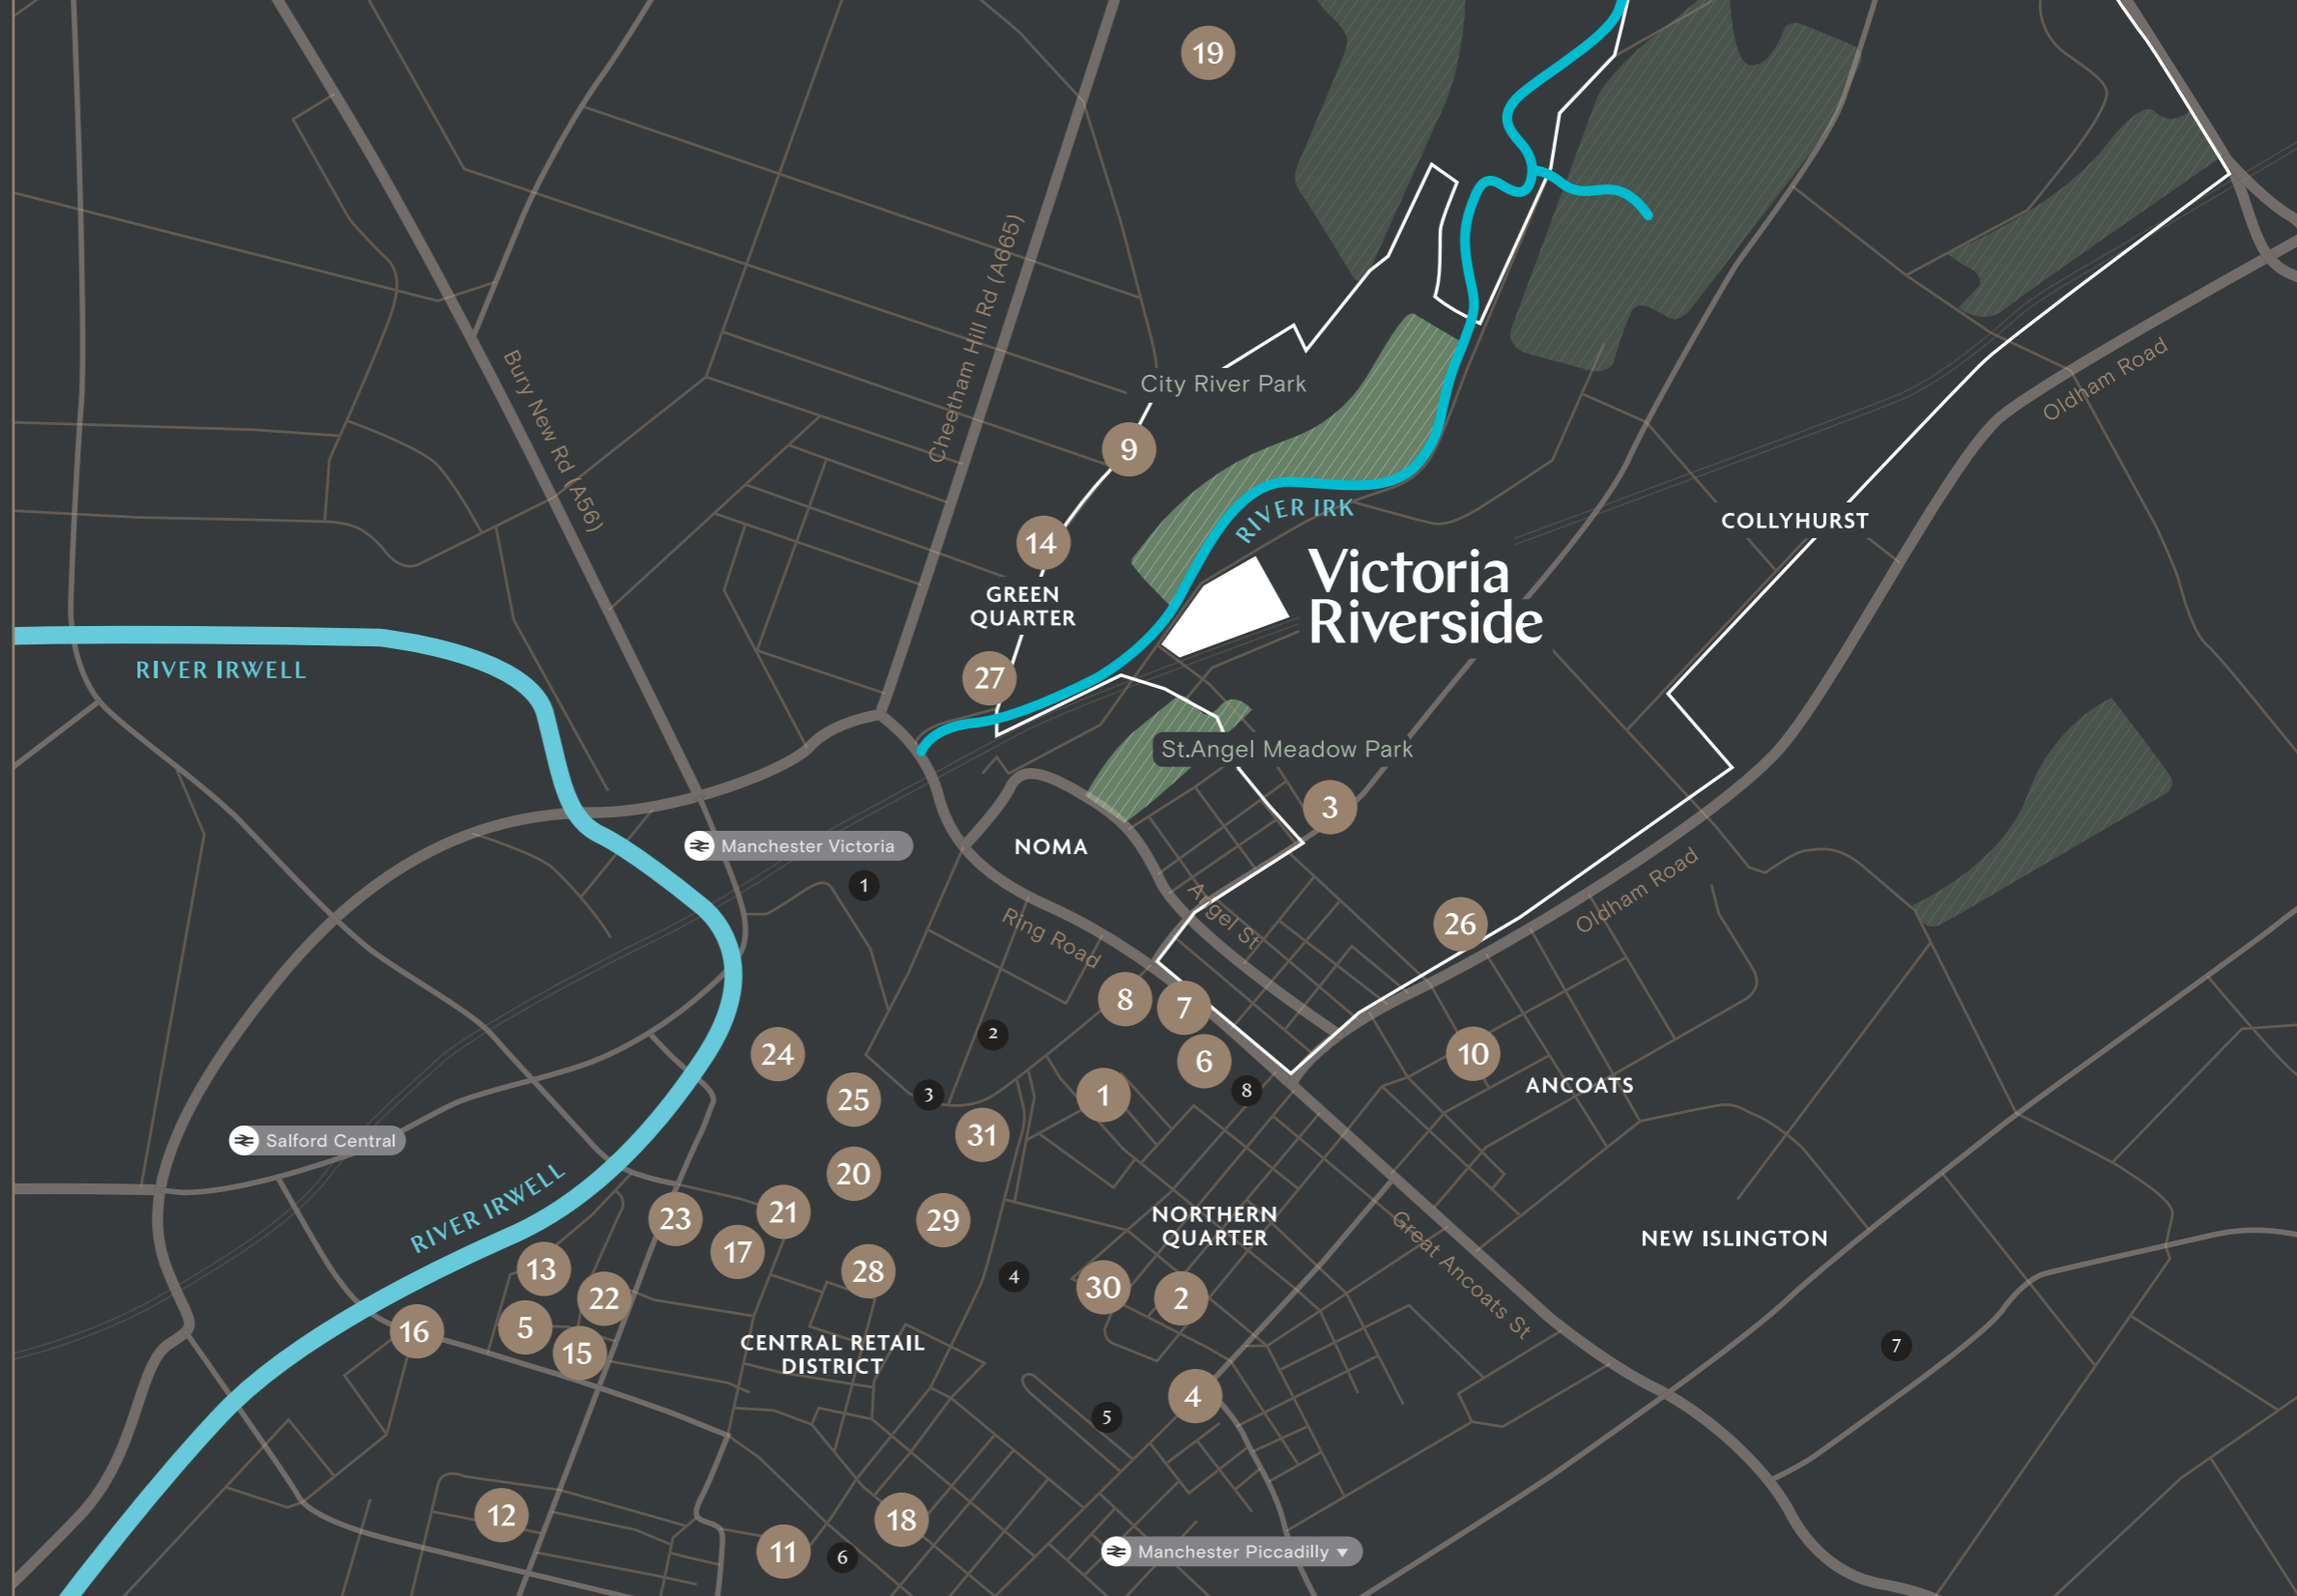 19
Cheetham Hill Rd (A665)
Bury New Rd (A56)
City River Park
Oldham Road
9
RIVER IRK
COLLYHURST
14
GREEN
QUARTER
Victoria
Riverside
RIVER IRWELL
27
St.Angel Meadow Park
3
Manchester Victoria
NOMA
1
Angel St
Oldham Road
26
Ring Road
8
7
2
24
6
10
25
3
1
8
ANCOATS
31
Salford Central
20
RIVER IRWELL
23
21
29
NORTHERN
QUARTER
Great Ancoats St
NEW ISLINGTON
17
13
28
4
30
2
22
5
16
15
CENTRAL RETAIL
DISTRICT
7
4
5
12
18
11
6
Manchester Piccadilly ▼